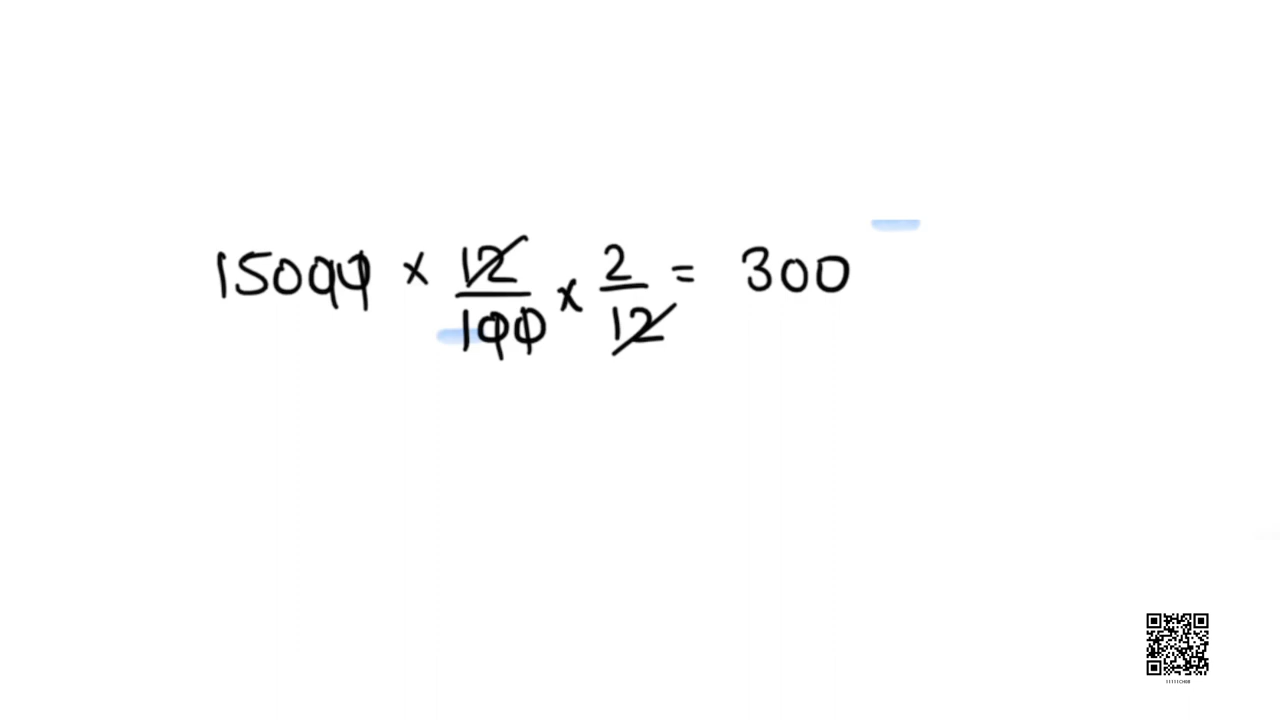 15000 × 12/100 × 2/12 = 300